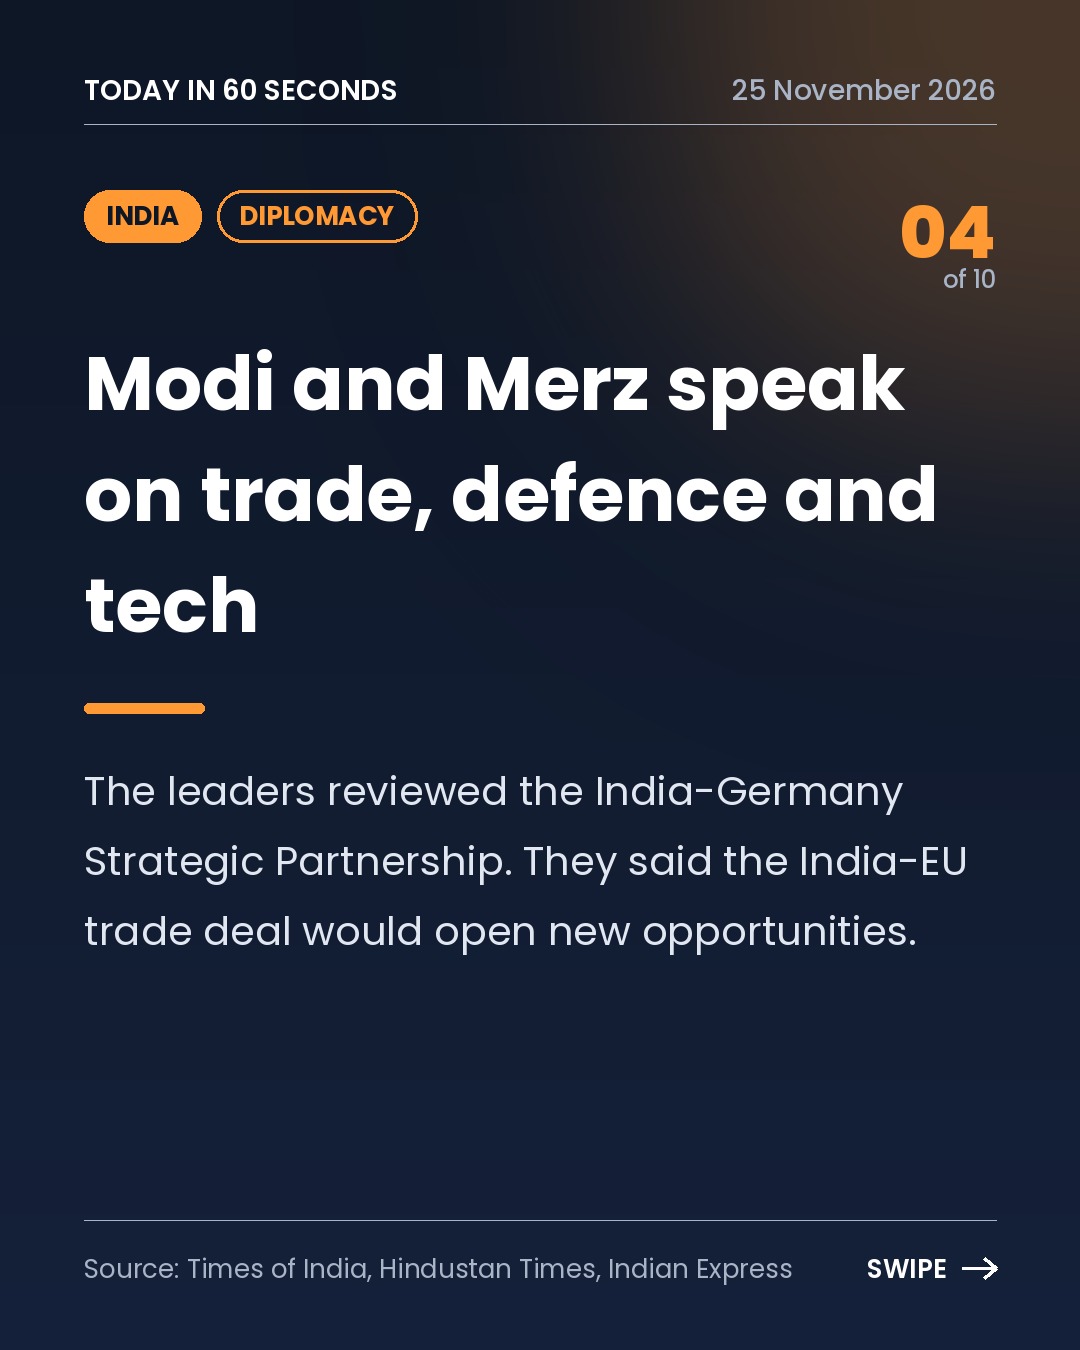 TODAY IN 60 SECONDS
25 November 2026
INDIA
DIPLOMACY
04
of 10
Modi and Merz speak
on trade, defence and
tech
The leaders reviewed the India-Germany
Strategic Partnership. They said the India-EU
trade deal would open new opportunities.
Source: Times of India, Hindustan Times, Indian Express
SWIPE